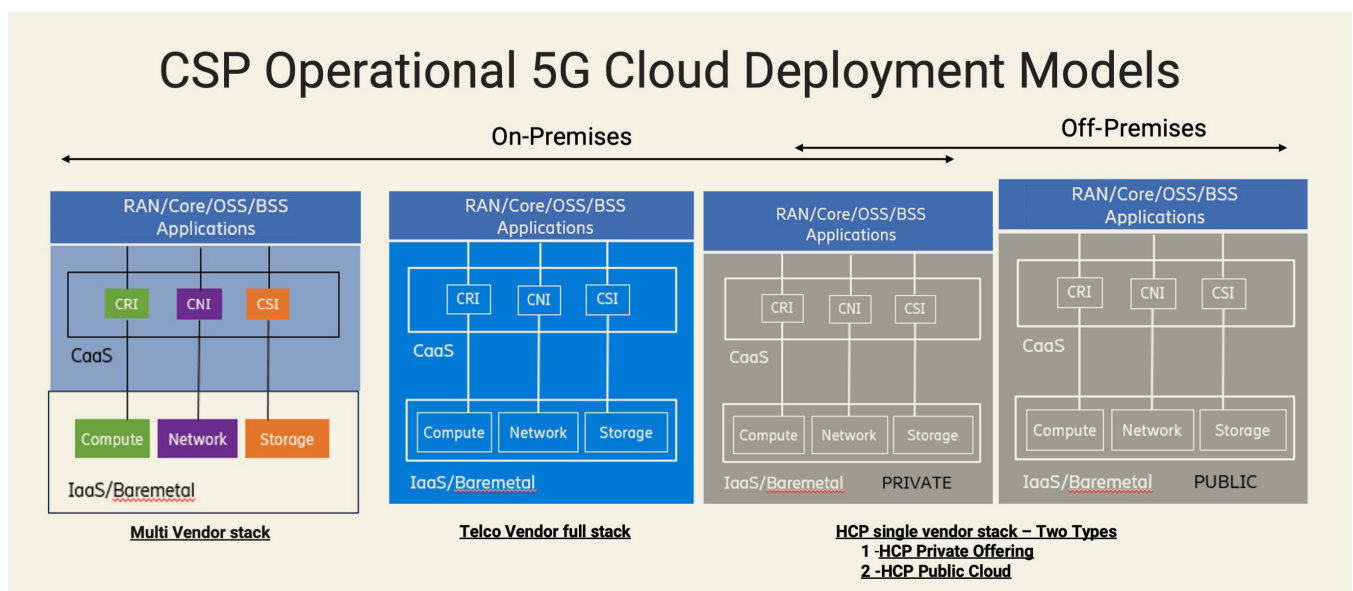 CSP Operational 5G Cloud Deployment Models
On-Premises
Off-Premises
RAN/Core/OSS/BSS
Applications
CRI
CNI
CSI
CaaS
Compute
Network
Storage
IaaS/Baremetal
Multi Vendor stack
RAN/Core/OSS/BSS
Applications
CRI
CNI
CSI
CaaS
Compute
Network
Storage
IaaS/Baremetal
Telco Vendor full stack
RAN/Core/OSS/BSS
Applications
CRI
CNI
CSI
CaaS
Compute
Network
Storage
IaaS/Baremetal PRIVATE
RAN/Core/OSS/BSS
Applications
CRI
CNI
CSI
CaaS
Compute
Network
Storage
IaaS/Baremetal PUBLIC
HCP single vendor stack – Two Types
1 -HCP Private Offering
2 -HCP Public Cloud